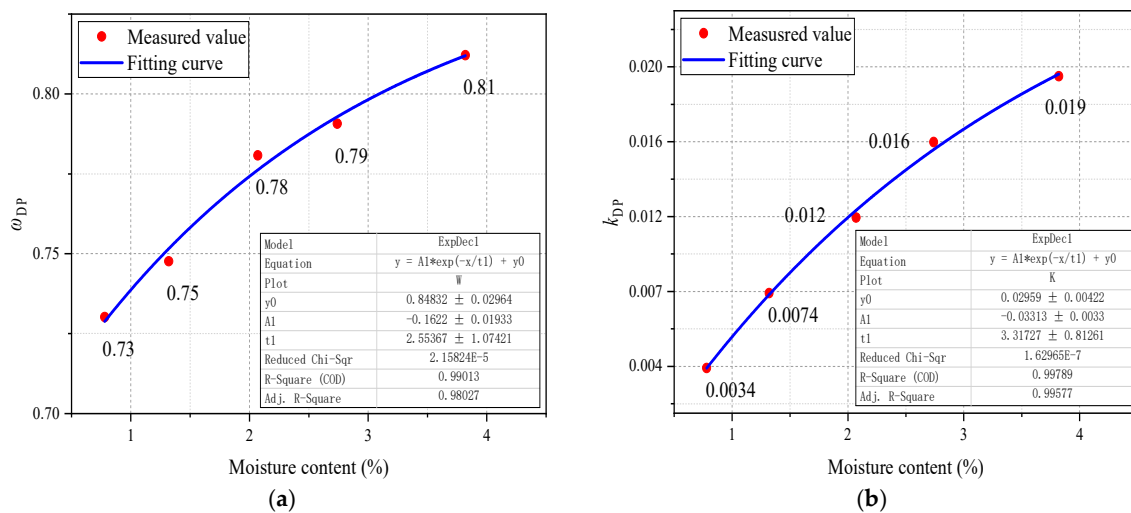 Measured value
Fitting curve
0.80
0.75
0.70
ωDP
0.73
0.75
0.78
0.79
0.81
Model ExpDec1
Equation y = A1*exp(-x/t1) + y0
Plot W
y0 0.84832 ± 0.02964
A1 -0.1622 ± 0.01933
t1 2.55367 ± 1.07421
Reduced Chi-Sqr 2.15824E-5
R-Square (COD) 0.99013
Adj. R-Square 0.98027
1 2 3 4
Moisture content (%)
(a)
Measusred value
Fitting curve
0.020
0.016
0.012
0.007
0.004
kDP
0.0034
0.0074
0.012
0.016
0.019
Model ExpDec1
Equation y = A1*exp(-x/t1) + y0
Plot K
y0 0.02959 ± 0.00422
A1 -0.03313 ± 0.0033
t1 3.31727 ± 0.81261
Reduced Chi-Sqr 1.62965E-7
R-Square (COD) 0.99789
Adj. R-Square 0.99577
1 2 3 4
Moisture content (%)
(b)